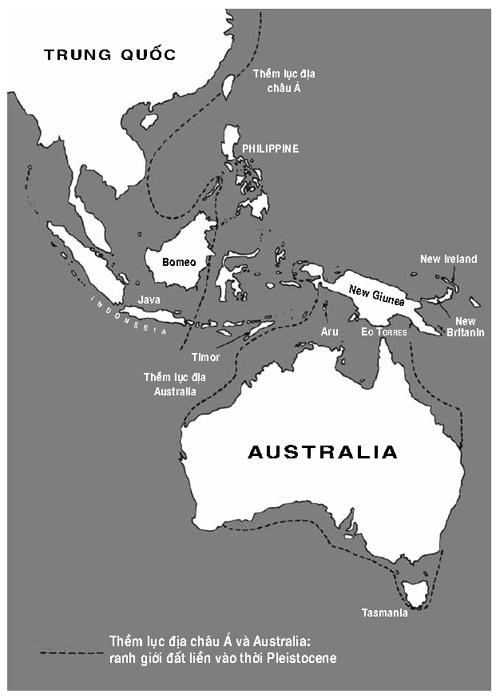 TRUNG QUỐC
Thềm lục địa
châu Á
PHILIPPINE
Borneo
New Ireland
New Giunea
Java
INDONESIA
Aru
EO TORRES
New
Britanin
Timor
Thềm lục địa
Australia
AUSTRALIA
Tasmania
Thềm lục địa châu Á và Australia:
ranh giới đất liền vào thời Pleistocene